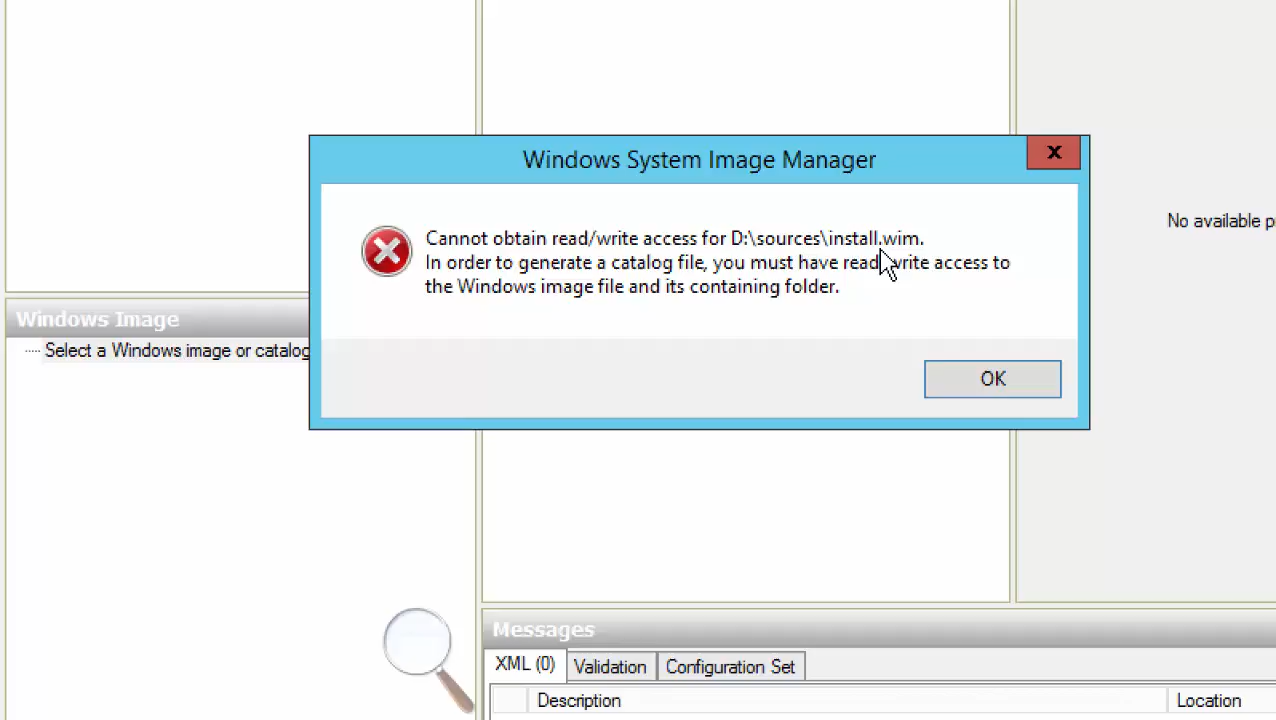 Windows System Image Manager
X
Cannot obtain read/write access for D:\sources\install.wim.
In order to generate a catalog file, you must have read/write access to
the Windows image file and its containing folder.
OK
No available p
Windows Image
Select a Windows image or catalog
Messages
XML (0) Validation Configuration Set
Description Location